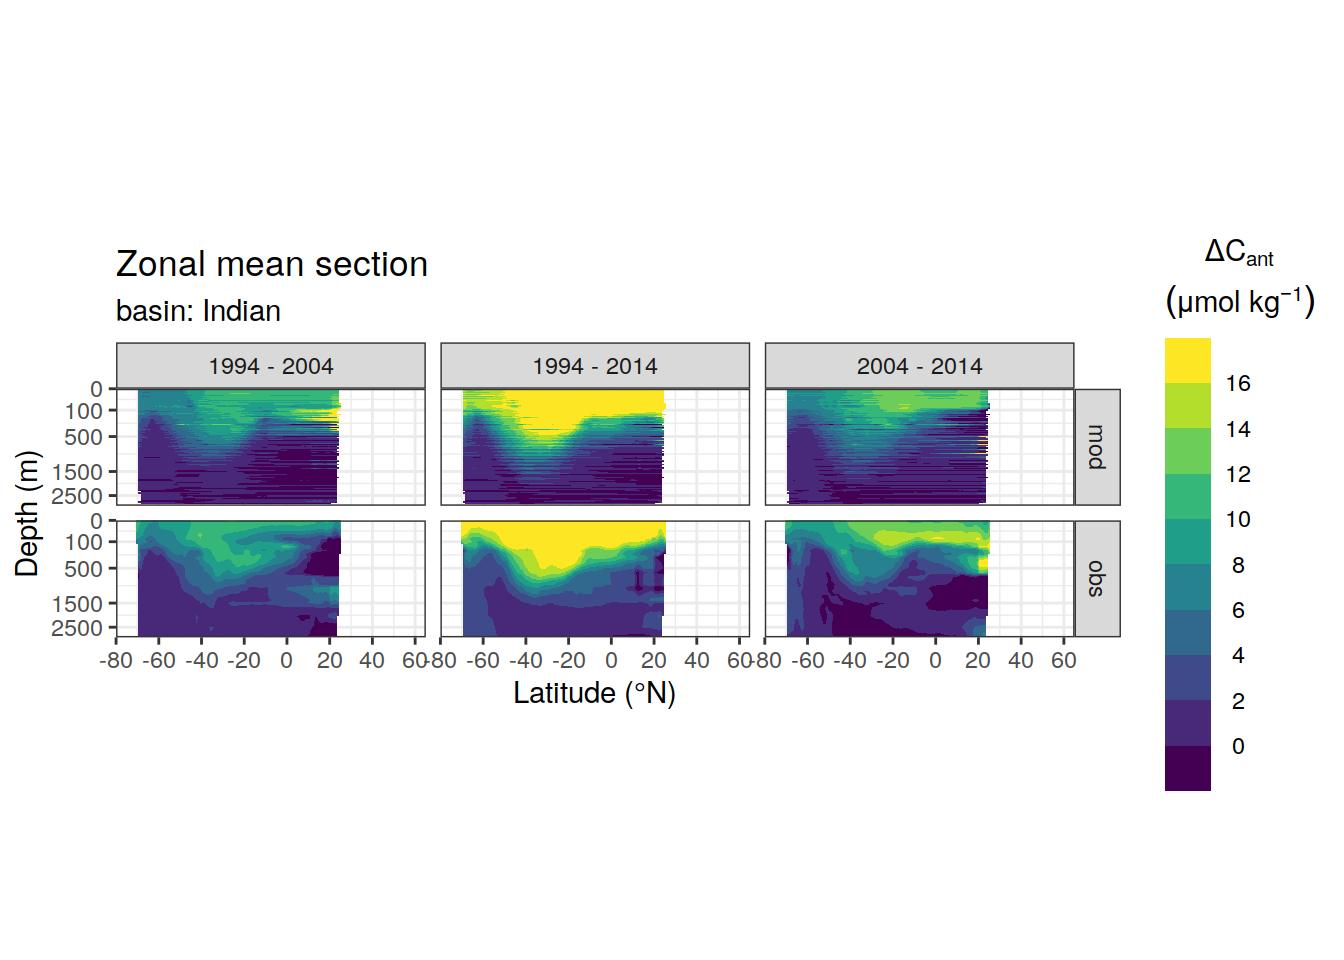 Zonal mean section
basin: Indian
1994 - 2004
1994 - 2014
2004 - 2014
0
100
500
1500
2500
mod
0
100
500
1500
2500
obs
-80 -60 -40 -20 0 20 40 60
-80 -60 -40 -20 0 20 40 60
-80 -60 -40 -20 0 20 40 60
Latitude (°N)
Depth (m)
ΔCant
(μmol kg⁻¹)
16
14
12
10
8
6
4
2
0